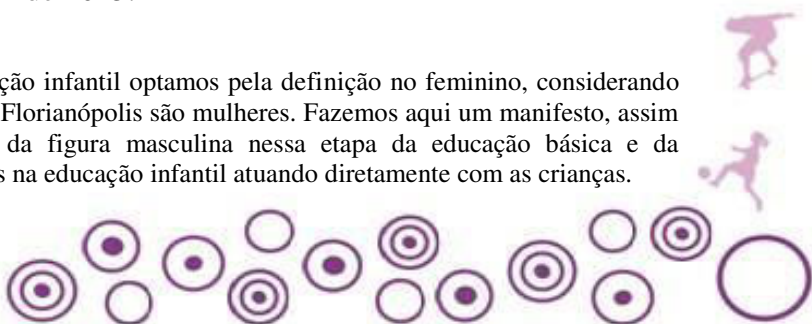 ção infantil optamos pela definição no feminino, considerando
Florianópolis são mulheres. Fazemos aqui um manifesto, assim
da figura masculina nessa etapa da educação básica e da
s na educação infantil atuando diretamente com as crianças.